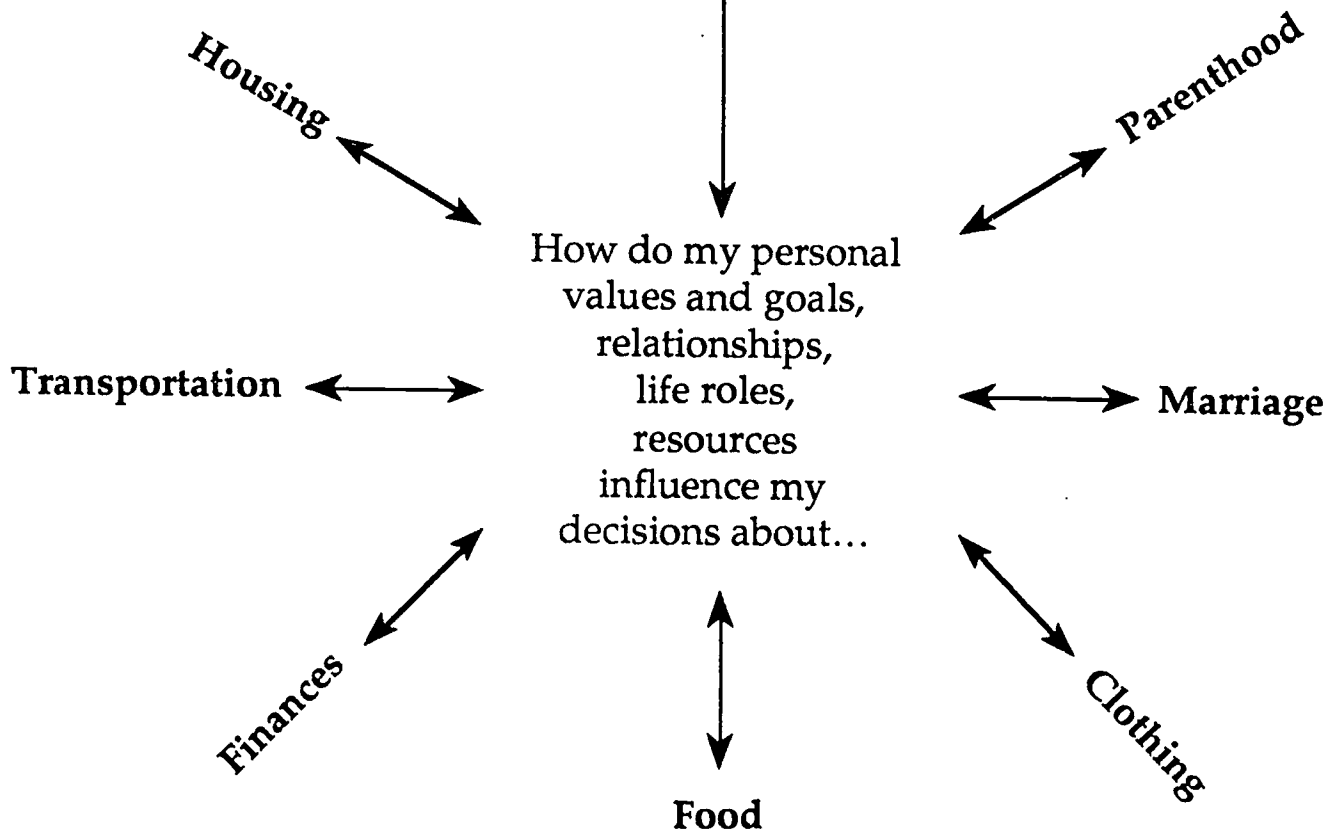 Housing
Parenthood
How do my personal
values and goals,
relationships,
life roles,
resources
influence my
decisions about...
Transportation
Marriage
Finances
Clothing
Food